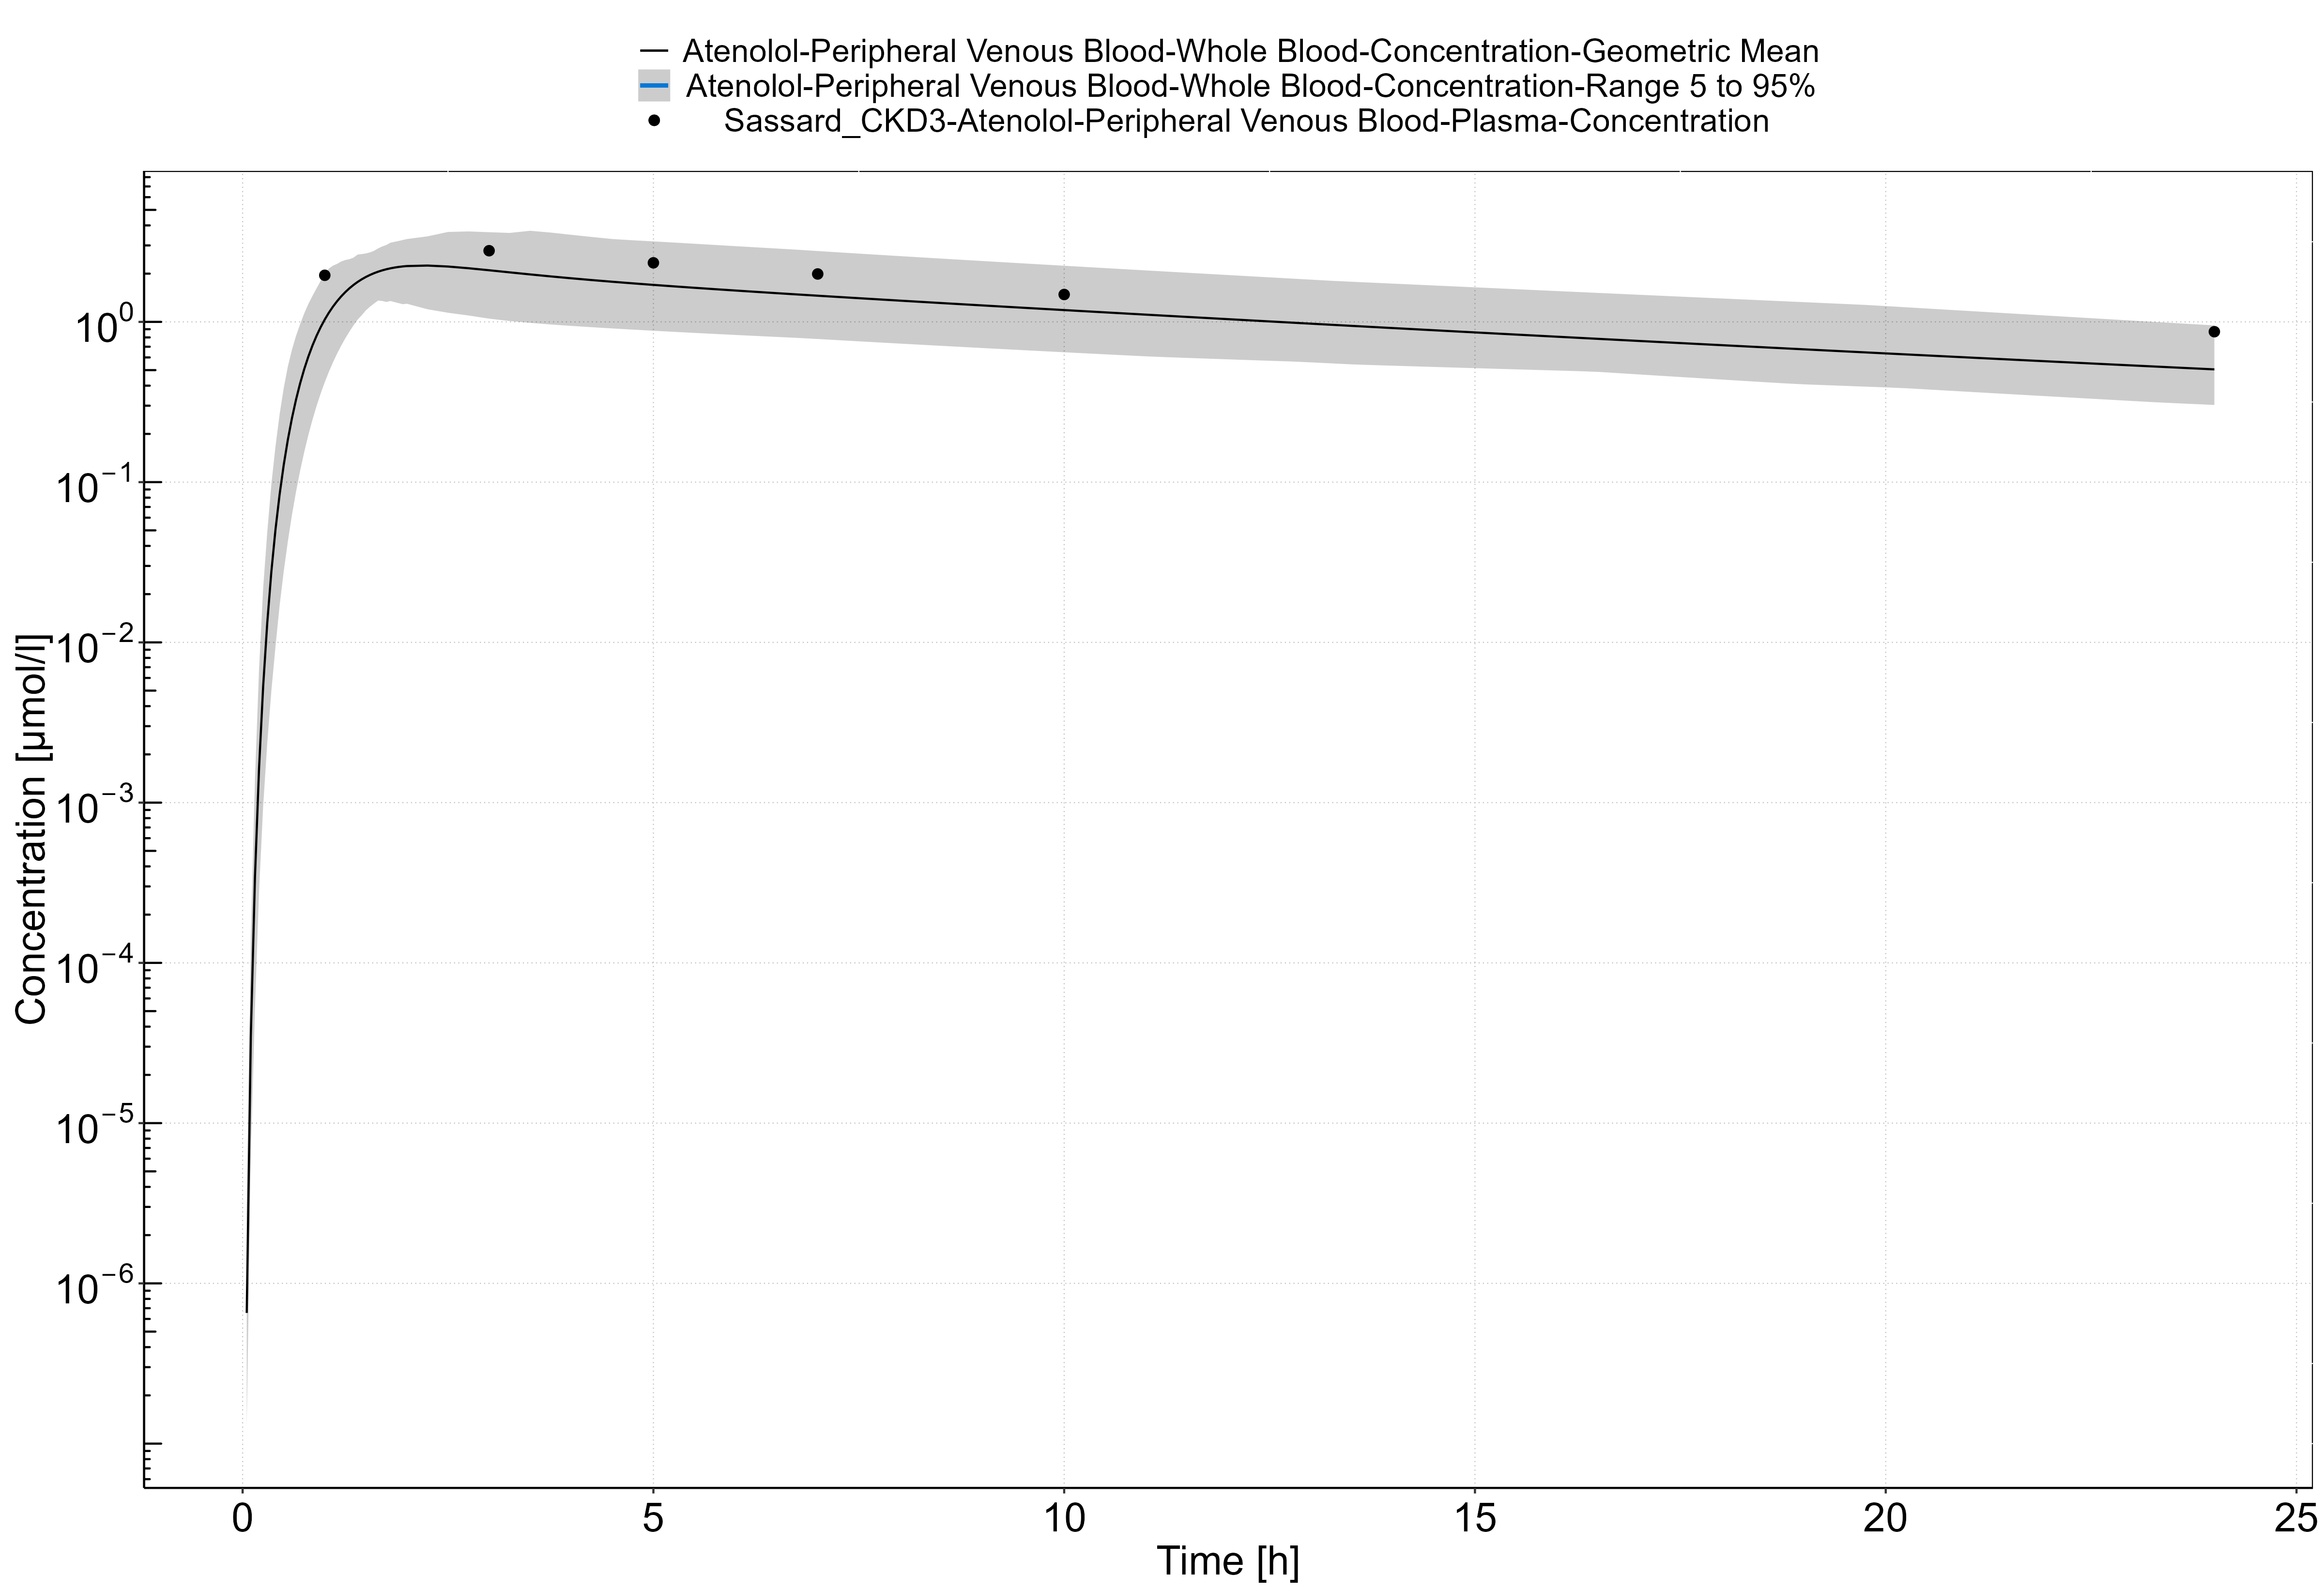 Atenolol-Peripheral Venous Blood-Whole Blood-Concentration-Geometric Mean
Atenolol-Peripheral Venous Blood-Whole Blood-Concentration-Range 5 to 95%
Sassard_CKD3-Atenolol-Peripheral Venous Blood-Plasma-Concentration
10⁰
10⁻¹
10⁻²
10⁻³
10⁻⁴
10⁻⁵
10⁻⁶
Concentration [µmol/l]
0 5 10 15 20 25
Time [h]